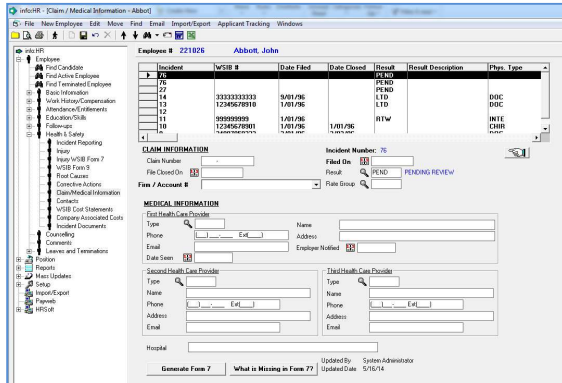 info:HR - [Claim / Medical Information - Abbot]
File New Employee Edit Move Find Email Import/Export Applicant Tracking Windows
info:HR
Employee
Find Candidate
Find Active Employee
Find Terminated Employee
Basic Information
Work History/Compensation
Attendance/Entitlements
Education/Skills
Follow-ups
Health & Safety
Incident Reporting
Injury
Injury WSIB Form 7
WSIB Form 9
Root Causes
Corrective Actions
Claim/Medical Information
Contacts
WSIB Cost Statements
Company Associated Costs
Incident Documents
Counselling
Comments
Leaves and Terminations
Position
Reports
Mass Updates
Setup
Import/Export
Payweb
HRSoft
Employee # 221826 Abbott, John
Incident WSIB # Date Filed Date Closed Result Result Description Phys. Type
76 PEND
76 PEND
27 PEND
14 333333333333 9/01/96 LTD DOC
13 12345678910 1/01/96 LTD DOC
12
11 999999999 1/01/96 RTW INTE
10 12345678901 1/01/96 1/01/96 CHIR
CLAIM INFORMATION Incident Number: 76
Claim Number - Filed On
File Closed On Result PEND PENDING REVIEW
Firm / Account # Rate Group
MEDICAL INFORMATION
First Health Care Provider
Type Name
Phone (___) ___-____ Ext(____) Address
Email Employer Notified
Date Seen
Second Health Care Provider Third Health Care Provider
Type Type
Name Name
Phone (___) ___-____ Ext(____) Phone (___) ___-____ Ext(____)
Address Address
Email Email
Hospital
Generate Form 7 What is Missing in Form 7? Updated By System Administrator
Updated Date 5/16/14